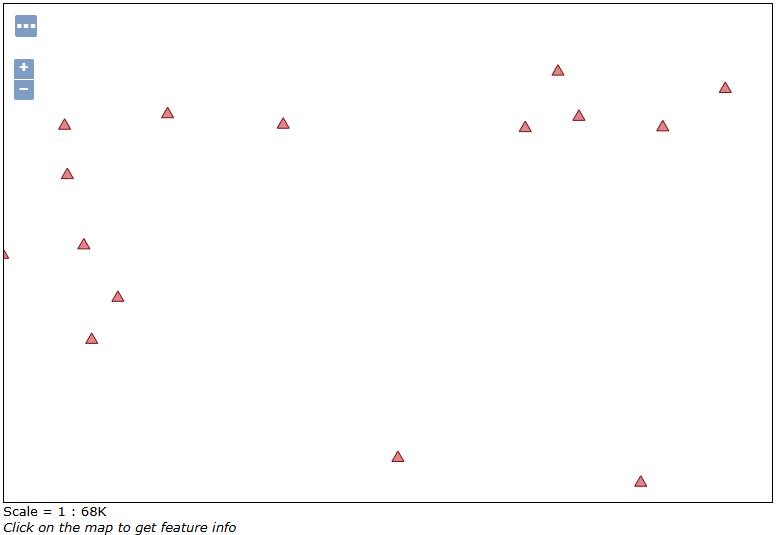 +
−
Scale = 1 : 68K
Click on the map to get feature info